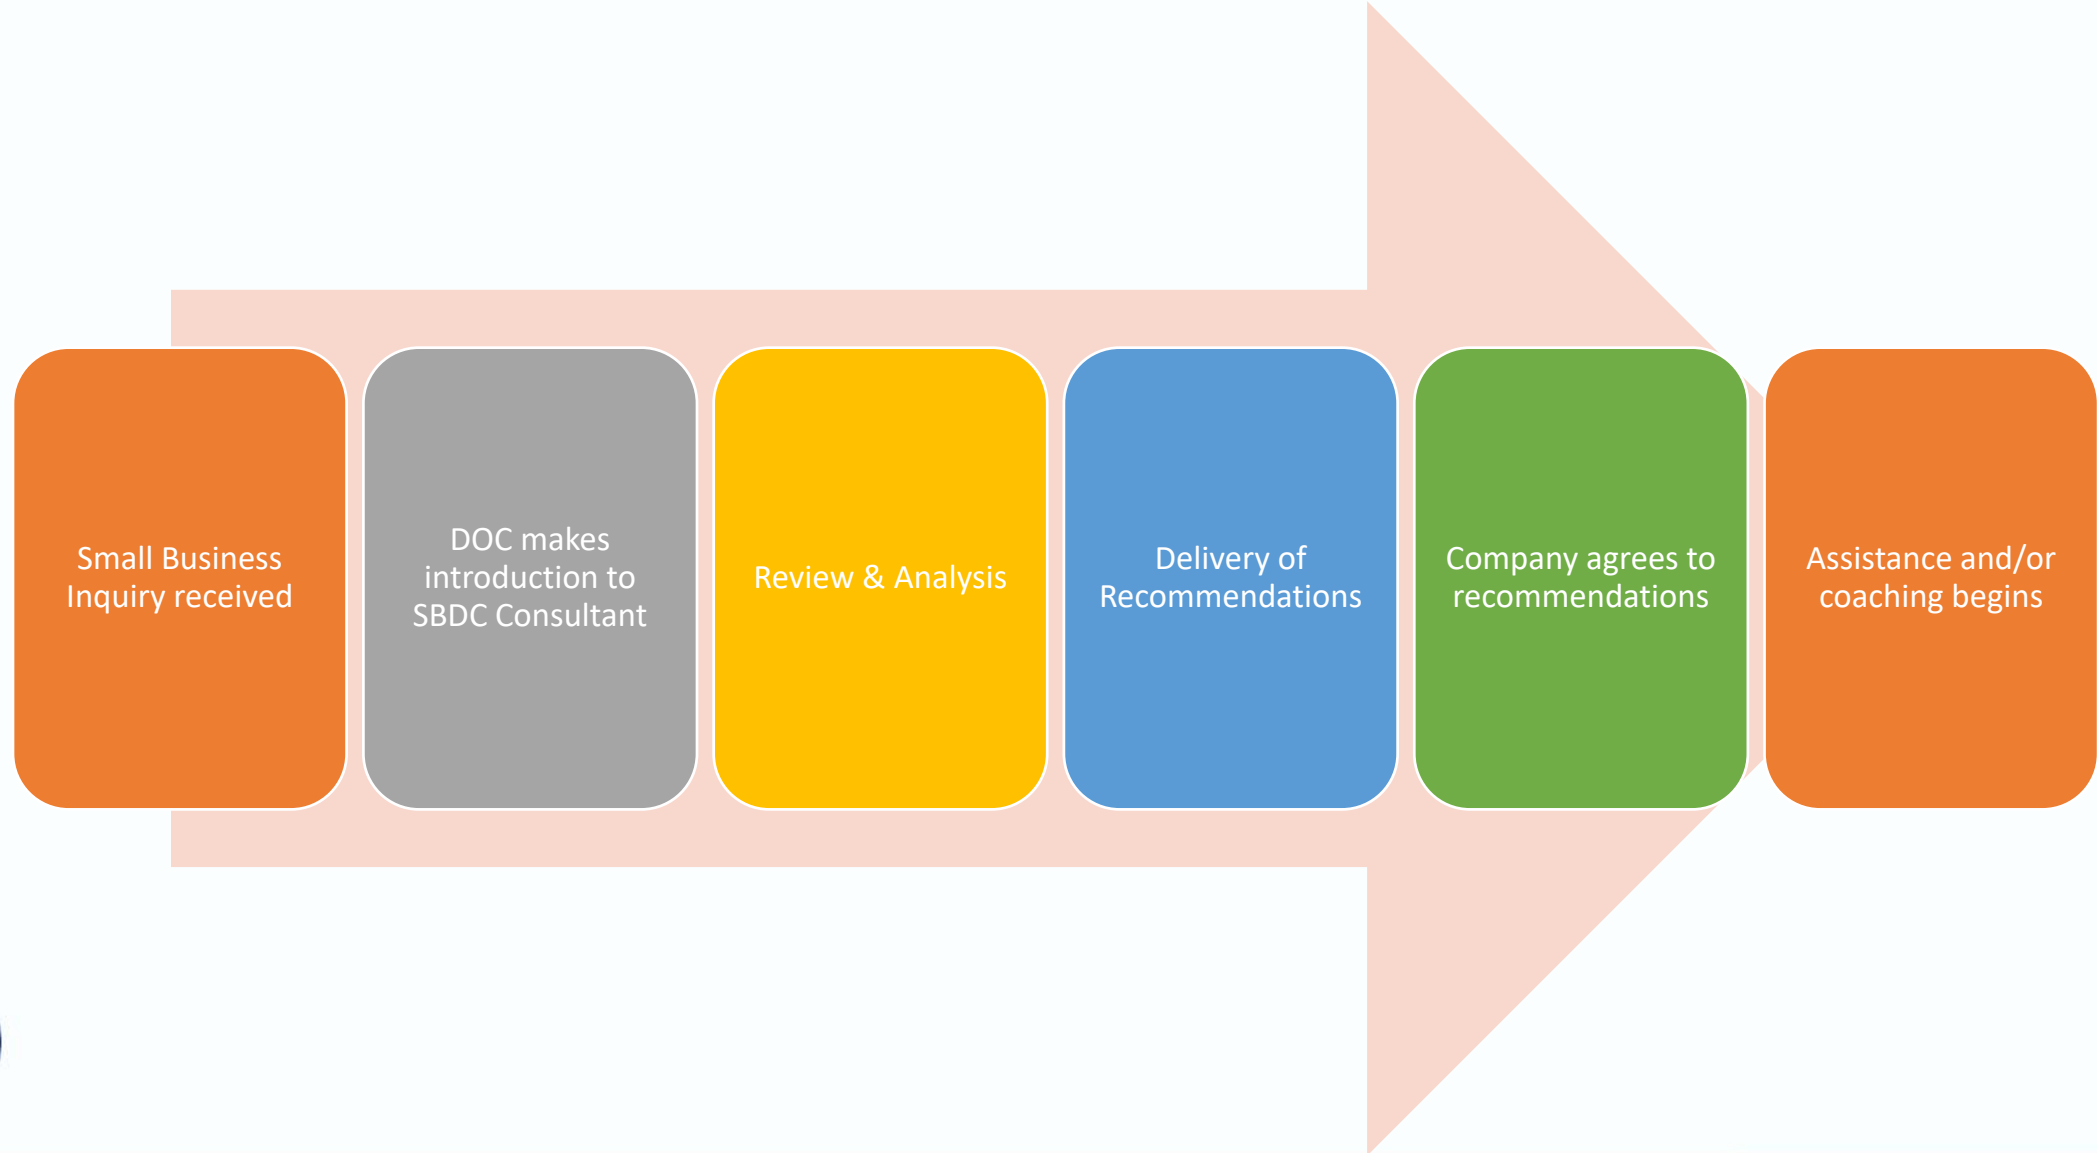 Small Business
Inquiry received
DOC makes
introduction to
SBDC Consultant
Review & Analysis
Delivery of
Recommendations
Company agrees to
recommendations
Assistance and/or
coaching begins